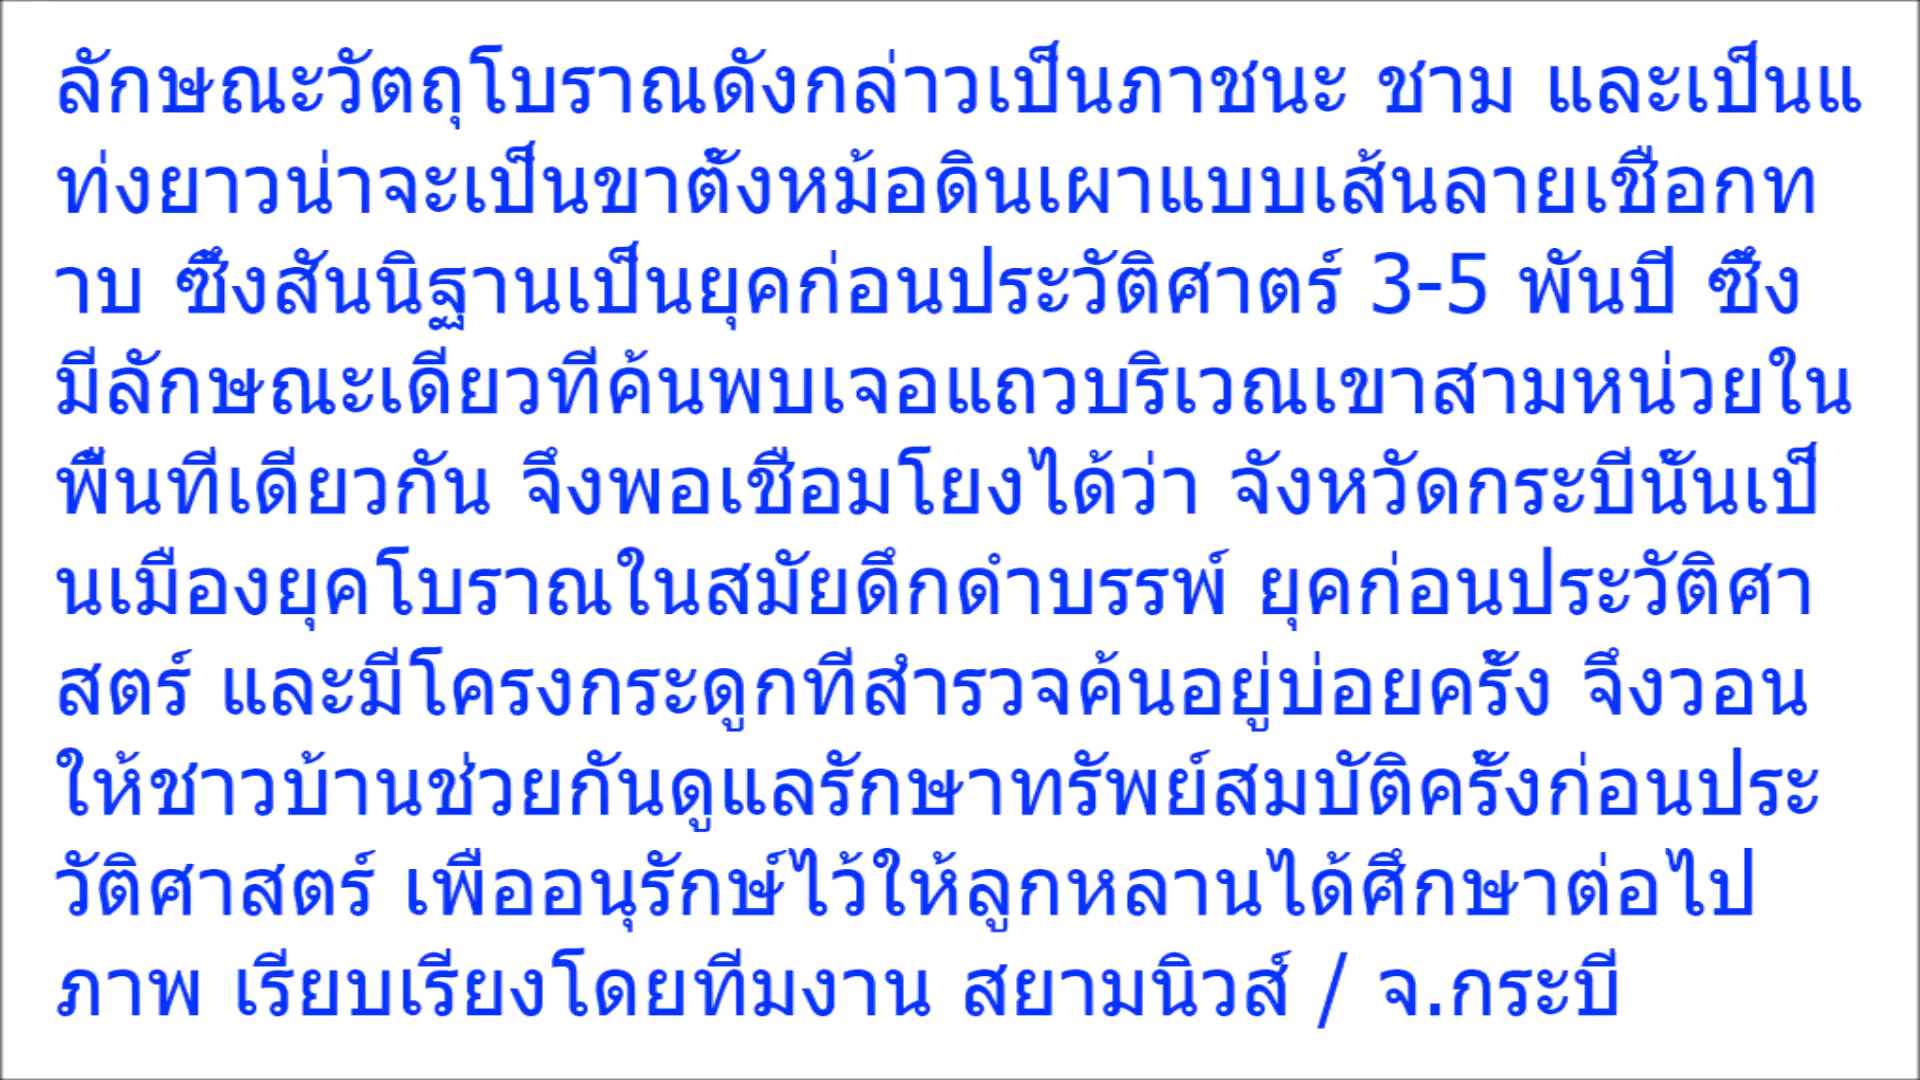 ลักษณะวัตถุโบราณดังกล่าวเป็นภาชนะ ชาม และเป็นแ
ท่งยาวน่าจะเป็นขาตั้งหม้อดินเผาแบบเส้นลายเชือกท
าบ ซึ่งสันนิฐานเป็นยุคก่อนประวัติศาตร์ 3-5 พันปี ซึ่ง
มีลักษณะเดียวที่ค้นพบเจอแถวบริเวณเขาสามหน่วยใน
พื้นที่เดียวกัน จึงพอเชื่อมโยงได้ว่า จังหวัดกระบี่นั้นเป็
นเมืองยุคโบราณในสมัยดึกดำบรรพ์ ยุคก่อนประวัติศา
สตร์ และมีโครงกระดูกที่สำรวจค้นอยู่บ่อยครั้ง จึงวอน
ให้ชาวบ้านช่วยกันดูแลรักษาทรัพย์สมบัติครั้งก่อนประ
วัติศาสตร์ เพื่ออนุรักษ์ไว้ให้ลูกหลานได้ศึกษาต่อไป
ภาพ เรียบเรียงโดยทีมงาน สยามนิวส์ / จ.กระบี่